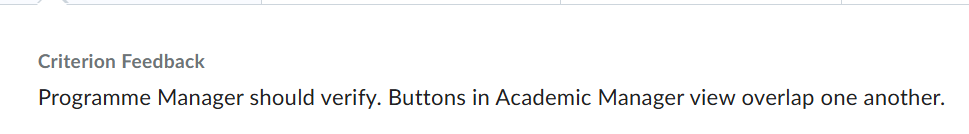 Criterion Feedback
Programme Manager should verify. Buttons in Academic Manager view overlap one another.